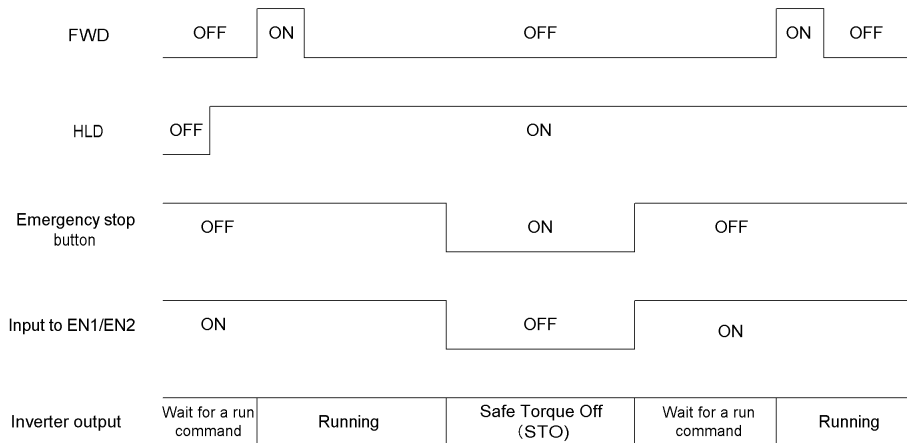 FWD OFF ON OFF ON OFF
HLD OFF ON
Emergency stop
button
OFF ON OFF
Input to EN1/EN2 ON OFF ON
Inverter output
Wait for a run
command
Running
Safe Torque Off
(STO)
Wait for a run
command
Running